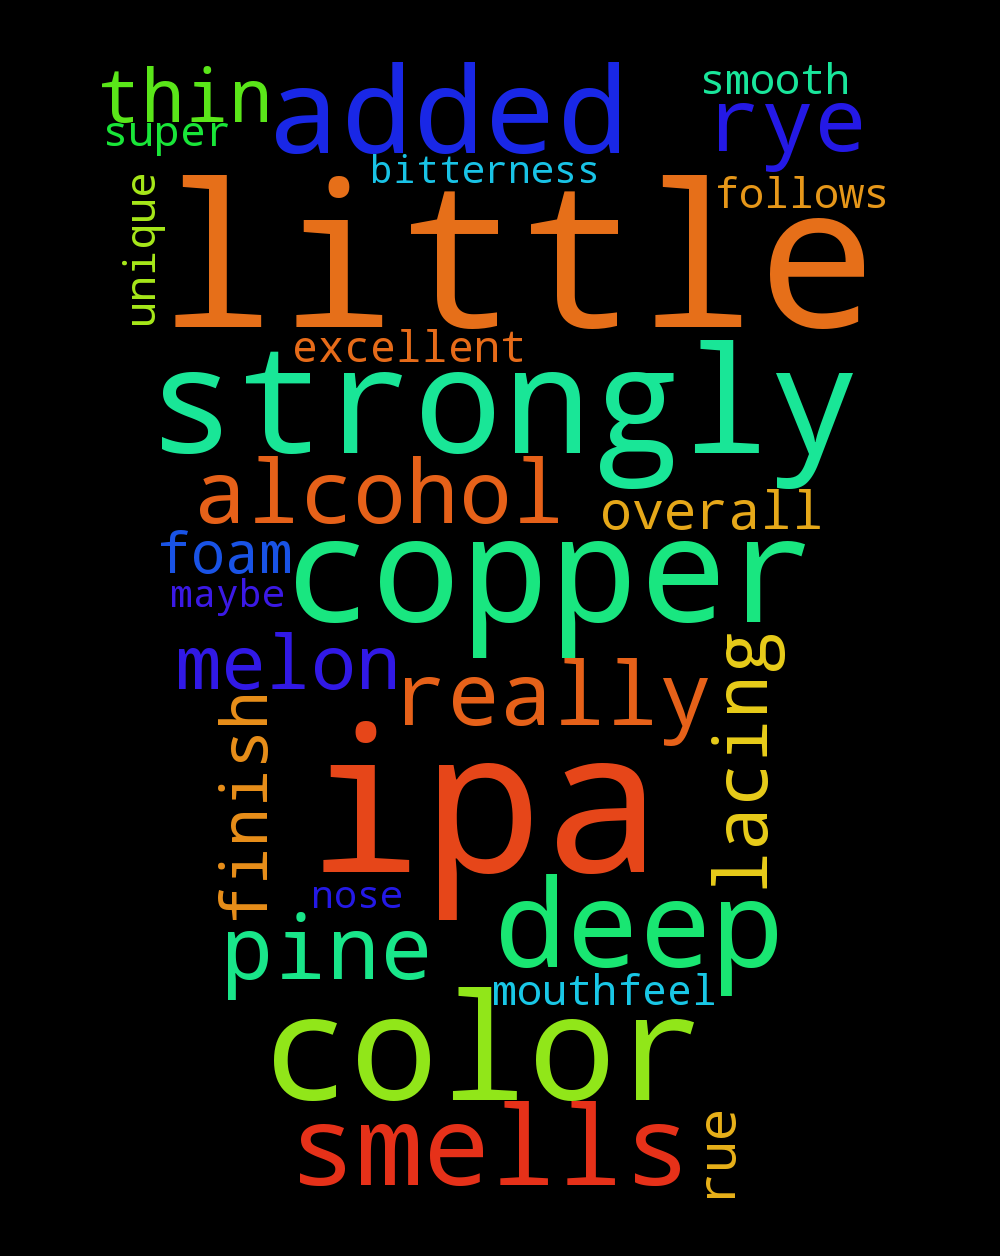 thin
added
smooth
super
rye
bitterness
unique
little
follows
excellent
strongly
alcohol
overall
foam
copper
maybe
melon
really
lacing
finish
ipa
nose
deep
pine
mouthfeel
color
smells
rue